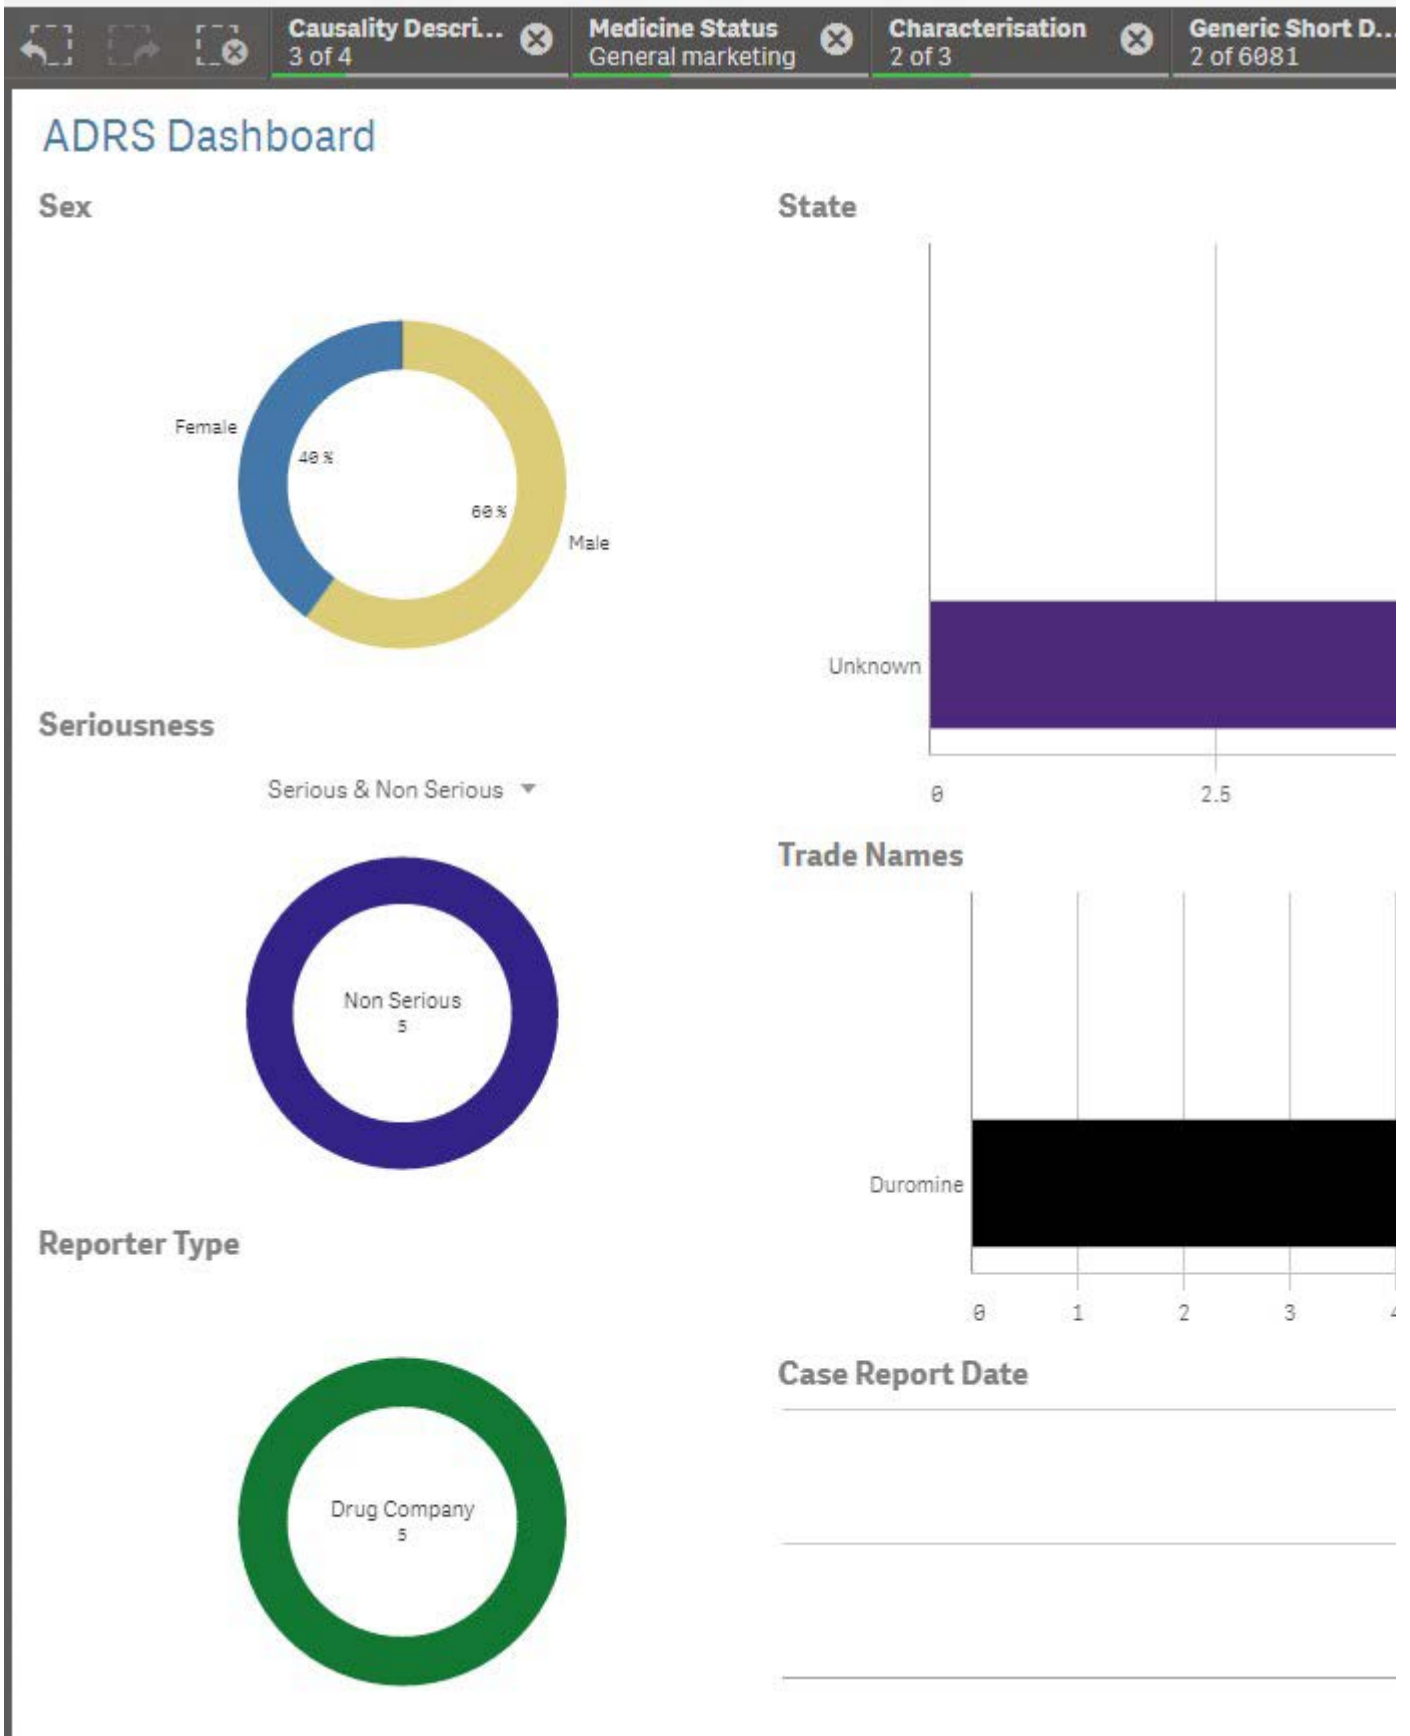 Causality Descri...
3 of 4
Medicine Status
General marketing
Characterisation
2 of 3
Generic Short D...
2 of 6081
ADRS Dashboard
Sex
Female
40 %
60 %
Male
Seriousness
Serious & Non Serious
Non Serious
5
Reporter Type
Drug Company
5
State
Unknown
0 2.5
Trade Names
Duromine
0 1 2 3 4
Case Report Date